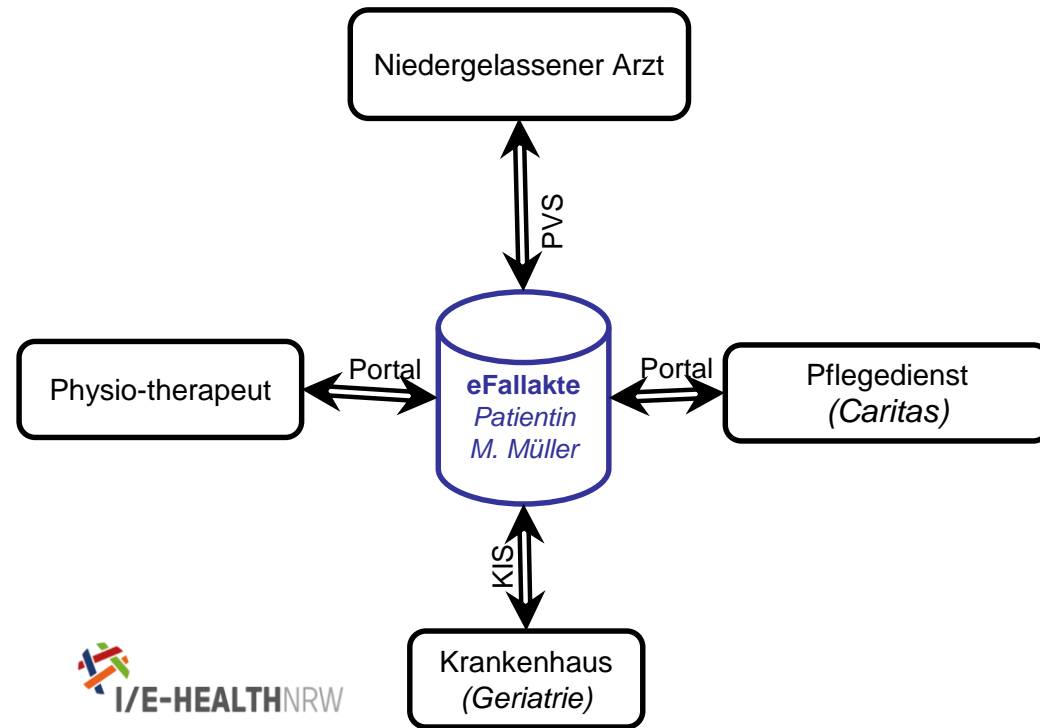 Niedergelassener Arzt
PVS
Physio-therapeut
Portal
eFallakte
Patientin
M. Müller
Portal
Pflegedienst
(Caritas)
KIS
Krankenhaus
(Geriatrie)
I/E-HEALTHNRW